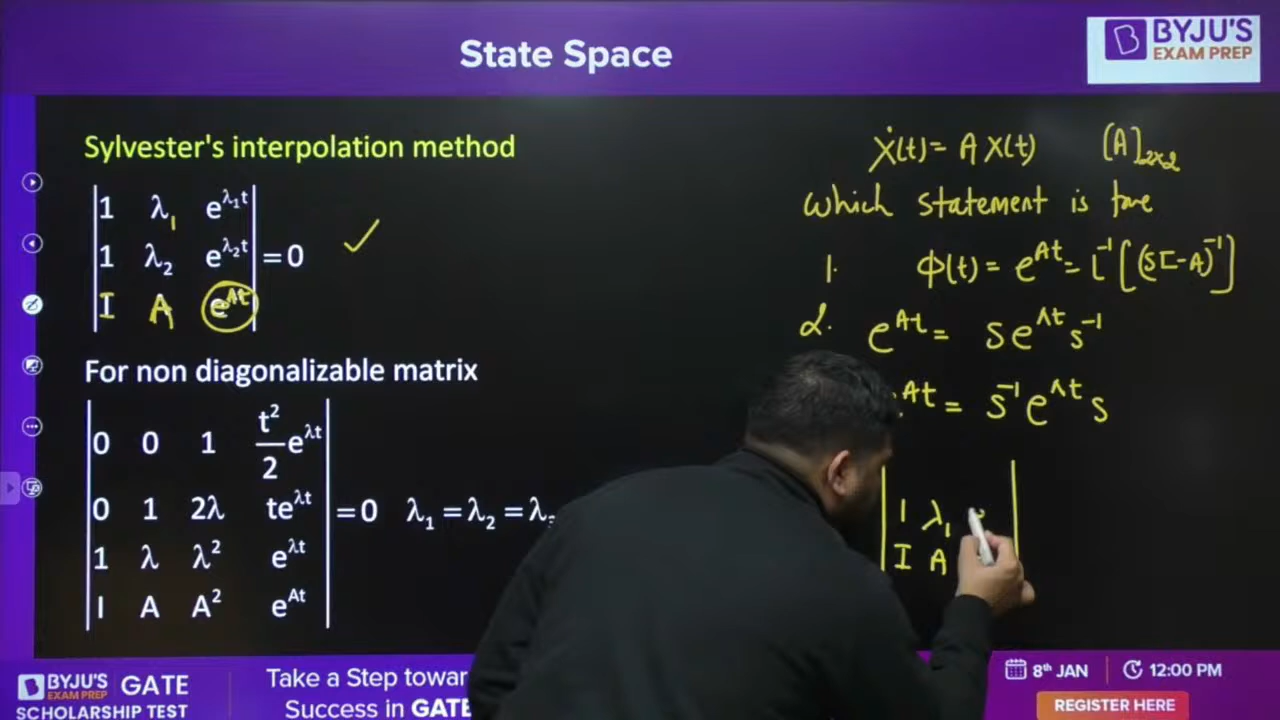 State Space
BYJU'S
EXAM PREP
Sylvester's interpolation method
1 λ₁ e^{λ₁t}
1 λ₂ e^{λ₂t} = 0
I A e^{At}
For non diagonalizable matrix
0 0 1 t²/2 e^{λt}
0 1 2λ te^{λt} = 0 λ₁ = λ₂ = λ₃
1 λ λ² e^{λt}
I A A² e^{At}
Ẋ(t) = A X(t) [A]₂ₓ₂
Which statement is true
1. Φ(t) = e^{At} = L⁻¹[(SI-A)⁻¹]
2. e^{At} = S e^{Λt} S⁻¹
At = S⁻¹ e^{Λt} S
1 λ₁
I A
BYJU'S
EXAM PREP
GATE
SCHOLARSHIP TEST
Take a Step towar
Success in GATE
8th JAN
12:00 PM
REGISTER HERE